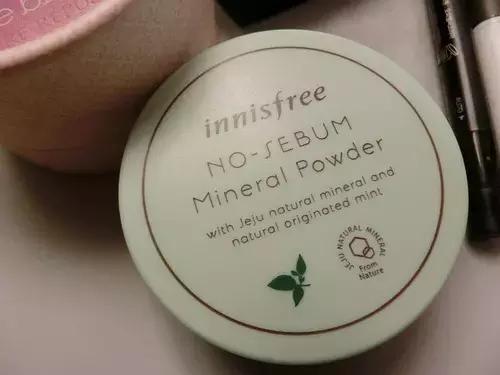 innisfree
NO-SEBUM
Mineral Powder
with Jeju natural mineral and
natural originated mint
JEJU NATURAL MINERAL
From
Nature